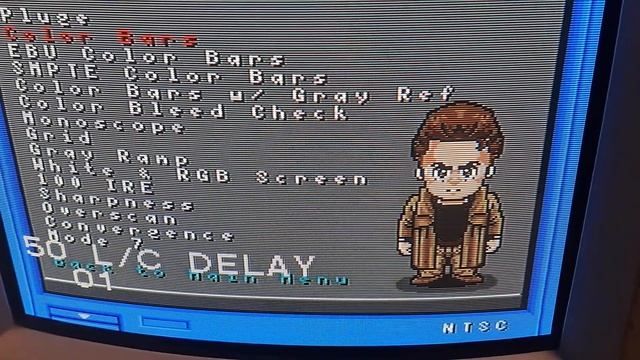 Pluge
Color Bars
EBU Color Bars
SMPTE Color Bars
Color Bars w/ Gray Ref
Color Bleed Check
Monoscope
Grid
Gray Ramp
White & RGB Screen
100 IRE
Sharpness
Overscan
Convergence
Mode 7
50 L/C DELAY
Back to Main Menu
01
NTSC